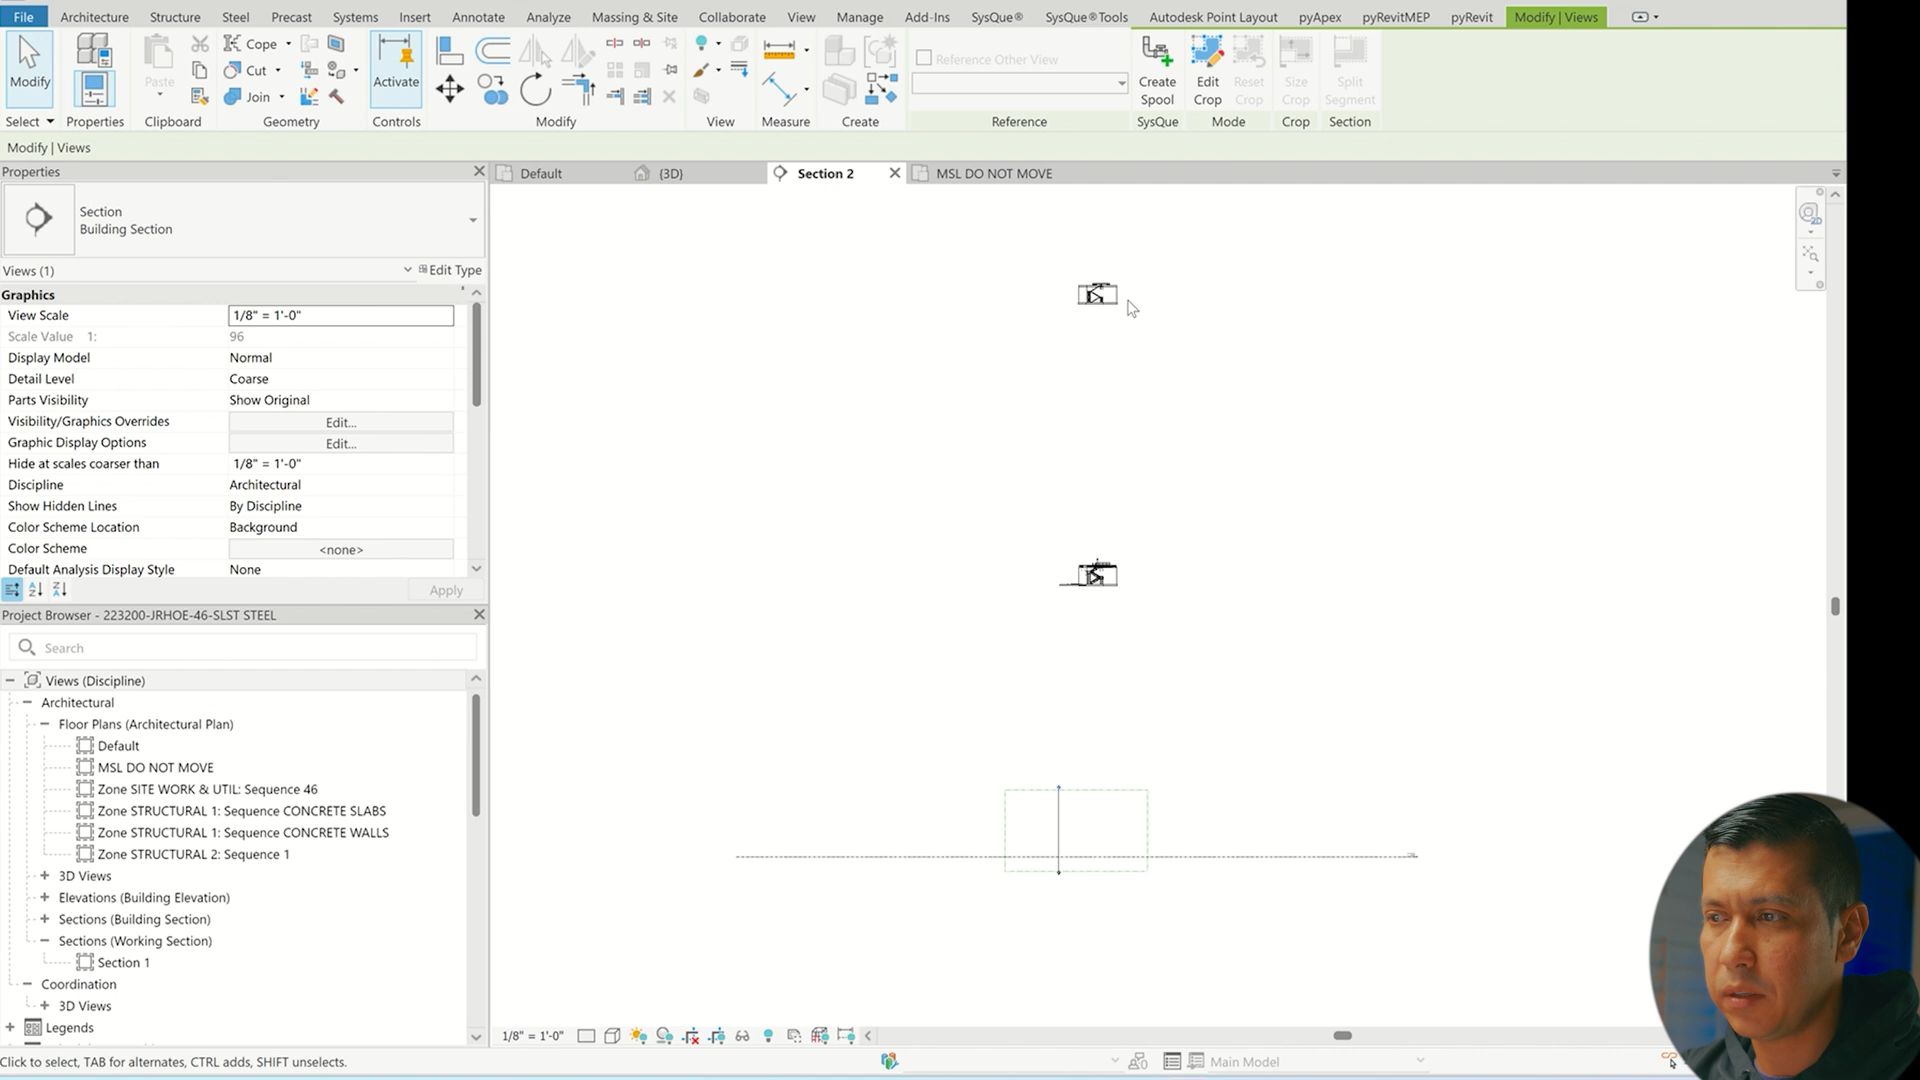 File Architecture Structure Steel Precast Systems Insert Annotate Analyze Massing & Site Collaborate View Manage Add-Ins SysQue® SysQue®Tools Autodesk Point Layout pyApex pyRevitMEP pyRevit Modify | Views
Cope
Reference Other View
Modify Paste Cut Activate Create Edit Reset Size Split
Join Spool Crop Crop Crop Segment
Select Properties Clipboard Geometry Controls Modify View Measure Create Reference SysQue Mode Crop Section
Modify | Views
Properties
Default {3D} Section 2 MSL DO NOT MOVE
Section
Building Section
Views (1) Edit Type
Graphics
View Scale 1/8" = 1'-0"
Scale Value 1: 96
Display Model Normal
Detail Level Coarse
Parts Visibility Show Original
Visibility/Graphics Overrides Edit...
Graphic Display Options Edit...
Hide at scales coarser than 1/8" = 1'-0"
Discipline Architectural
Show Hidden Lines By Discipline
Color Scheme Location Background
Color Scheme <none>
Default Analysis Display Style None
Apply
Project Browser - 223200-JRHOE-46-SLST STEEL
Search
Views (Discipline)
Architectural
Floor Plans (Architectural Plan)
Default
MSL DO NOT MOVE
Zone SITE WORK & UTIL: Sequence 46
Zone STRUCTURAL 1: Sequence CONCRETE SLABS
Zone STRUCTURAL 1: Sequence CONCRETE WALLS
Zone STRUCTURAL 2: Sequence 1
3D Views
Elevations (Building Elevation)
Sections (Building Section)
Sections (Working Section)
Section 1
Coordination
3D Views
Legends
1/8" = 1'-0"
Click to select, TAB for alternates, CTRL adds, SHIFT unselects.
Main Model